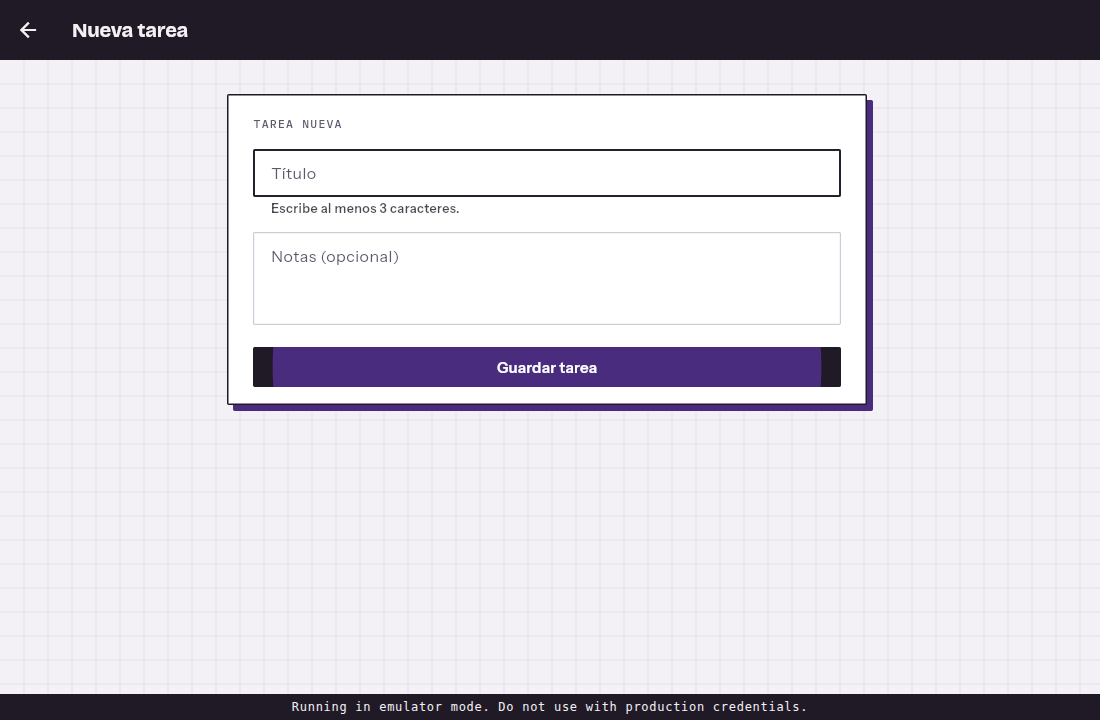 Nueva tarea
TAREA NUEVA
Título
Escribe al menos 3 caracteres.
Notas (opcional)
Guardar tarea
Running in emulator mode. Do not use with production credentials.